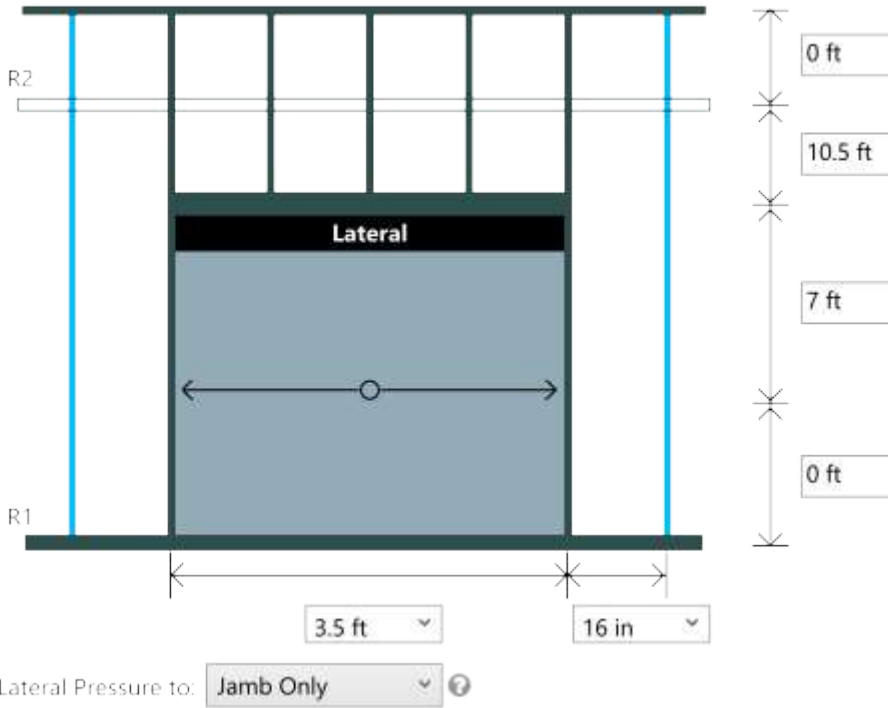 0 ft
R2
10.5 ft
Lateral
7 ft
0 ft
R1
3.5 ft
16 in
Lateral Pressure to:
Jamb Only
?